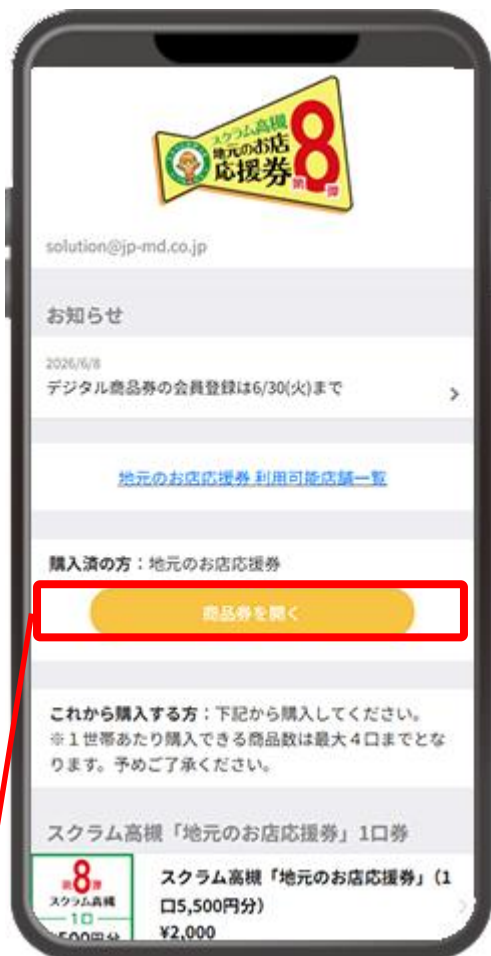 スクラム高槻
地元のお店
応援券
第8弾
solution@jp-md.co.jp
お知らせ
2026/6/8
デジタル商品券の会員登録は6/30(火)まで
地元のお店応援券 利用可能店舗一覧
購入済の方：地元のお店応援券
商品券を開く
これから購入する方：下記から購入してください。
※１世帯あたり購入できる商品数は最大４口までとな
ります。予めご了承ください。
スクラム高槻「地元のお店応援券」1口券
第8弾
スクラム高槻
1口
500円分
スクラム高槻「地元のお店応援券」（1
口5,500円分）
¥2,000